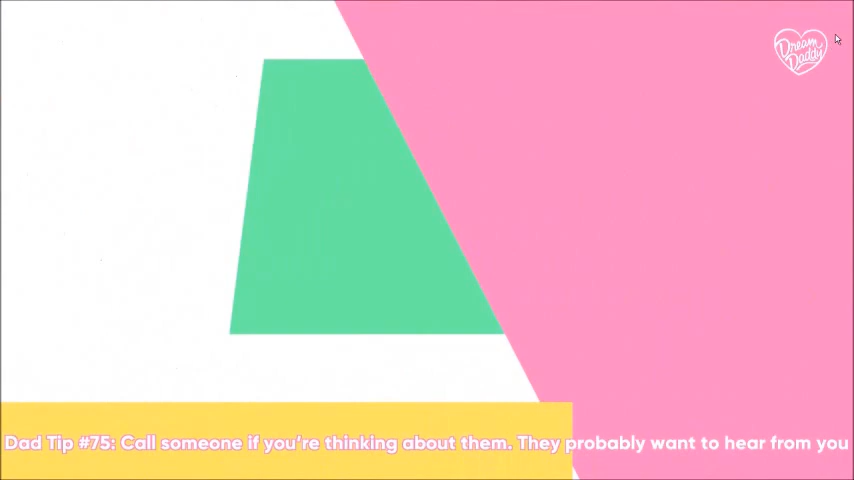 Dream
Daddy
Dad Tip #75: Call someone if you're thinking about them. They probably want to hear from you